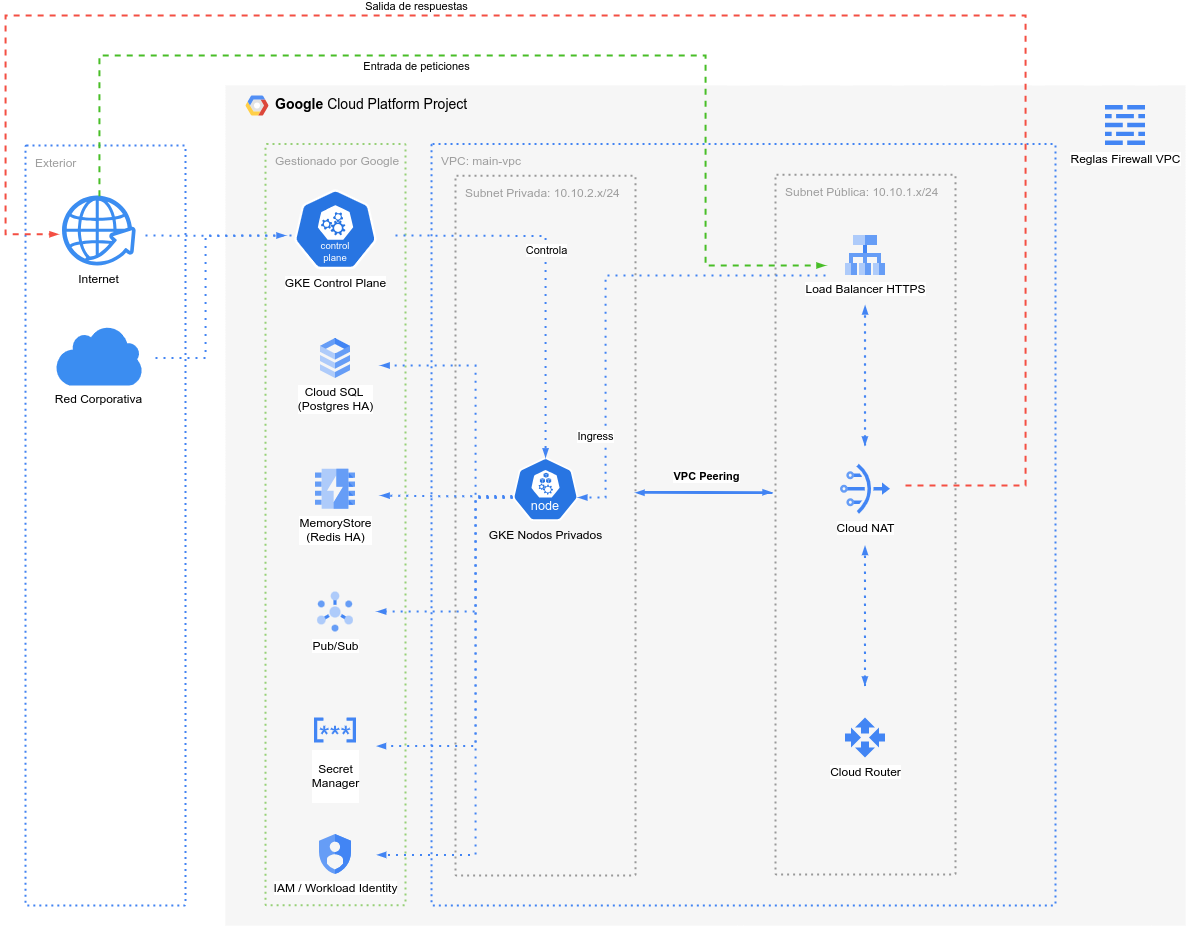 Salida de respuestas
Entrada de peticiones
Google Cloud Platform Project
Reglas Firewall VPC
Exterior
Internet
Red Corporativa
Gestionado por Google
control
plane
GKE Control Plane
Cloud SQL
(Postgres HA)
MemoryStore
(Redis HA)
Pub/Sub
[***]
Secret
Manager
IAM / Workload Identity
VPC: main-vpc
Subnet Privada: 10.10.2.x/24
Controla
Ingress
node
GKE Nodos Privados
VPC Peering
Subnet Pública: 10.10.1.x/24
Load Balancer HTTPS
Cloud NAT
Cloud Router